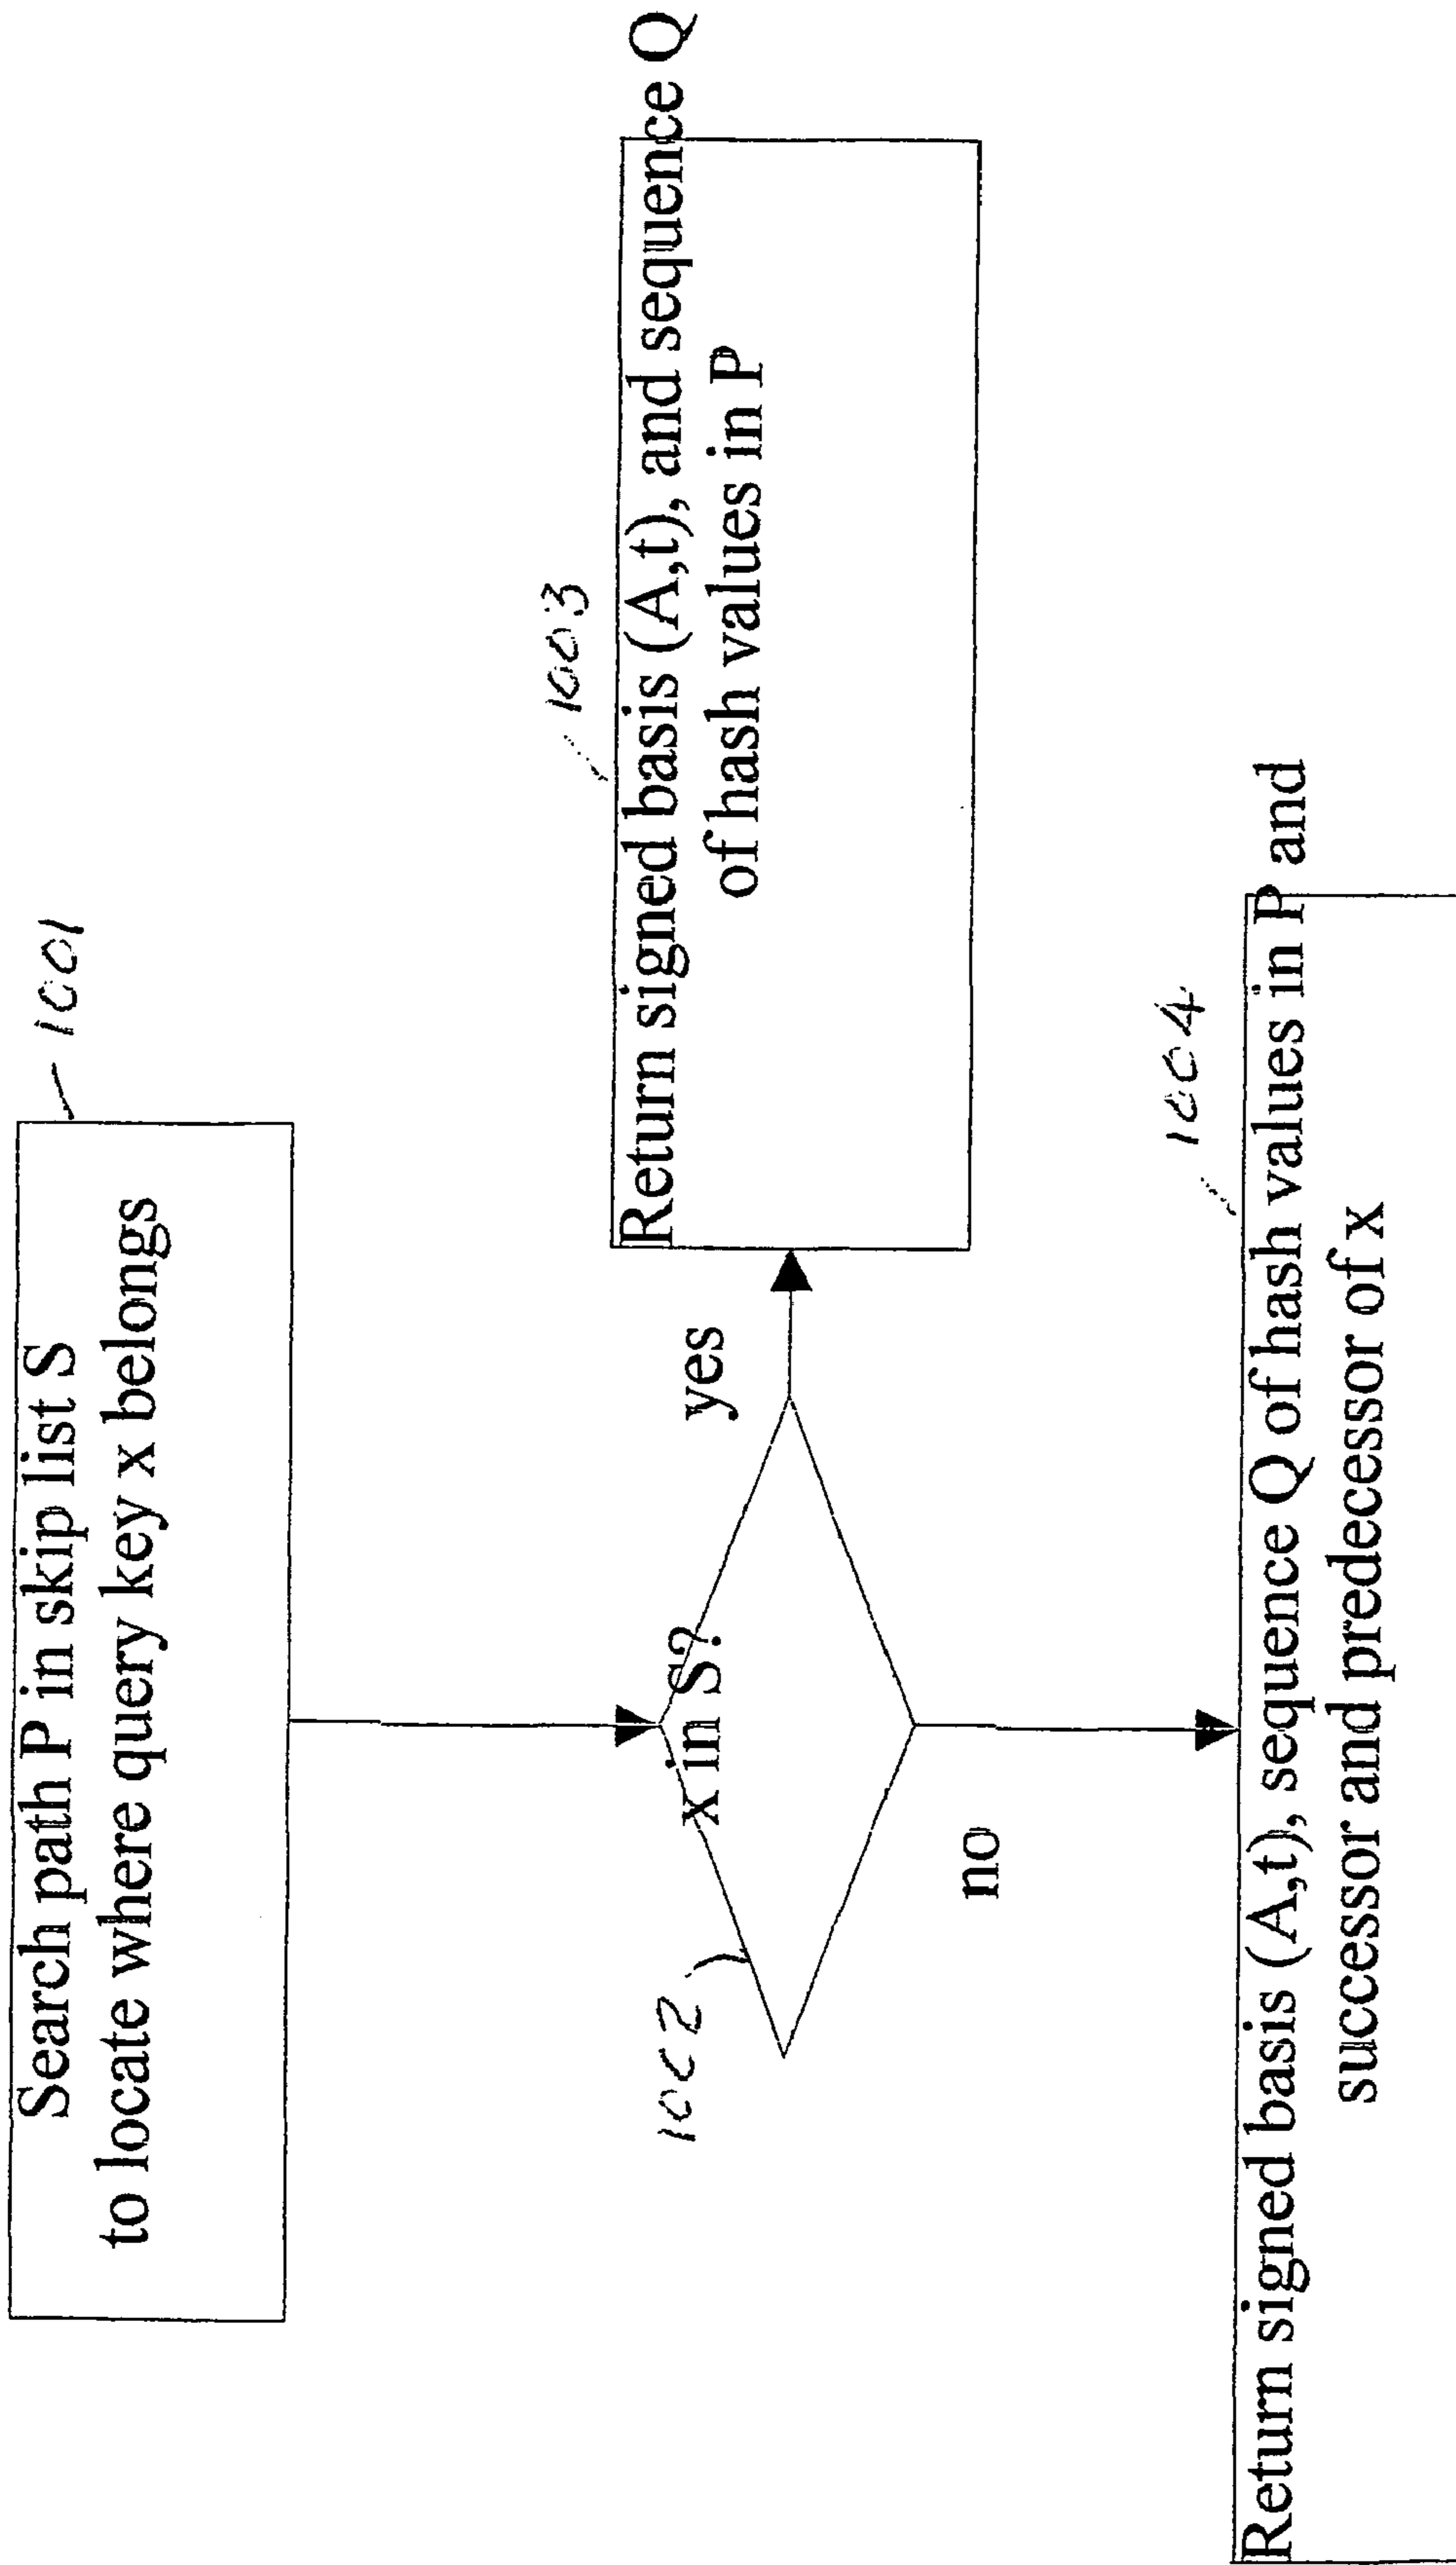 Search path P in skip list S
to locate where query key x belongs
1001
x in S?
1002
yes
no
Return signed basis (A,t), and sequence Q
of hash values in P
1003
Return signed basis (A,t), sequence Q of hash values in P and
successor and predecessor of x
1004